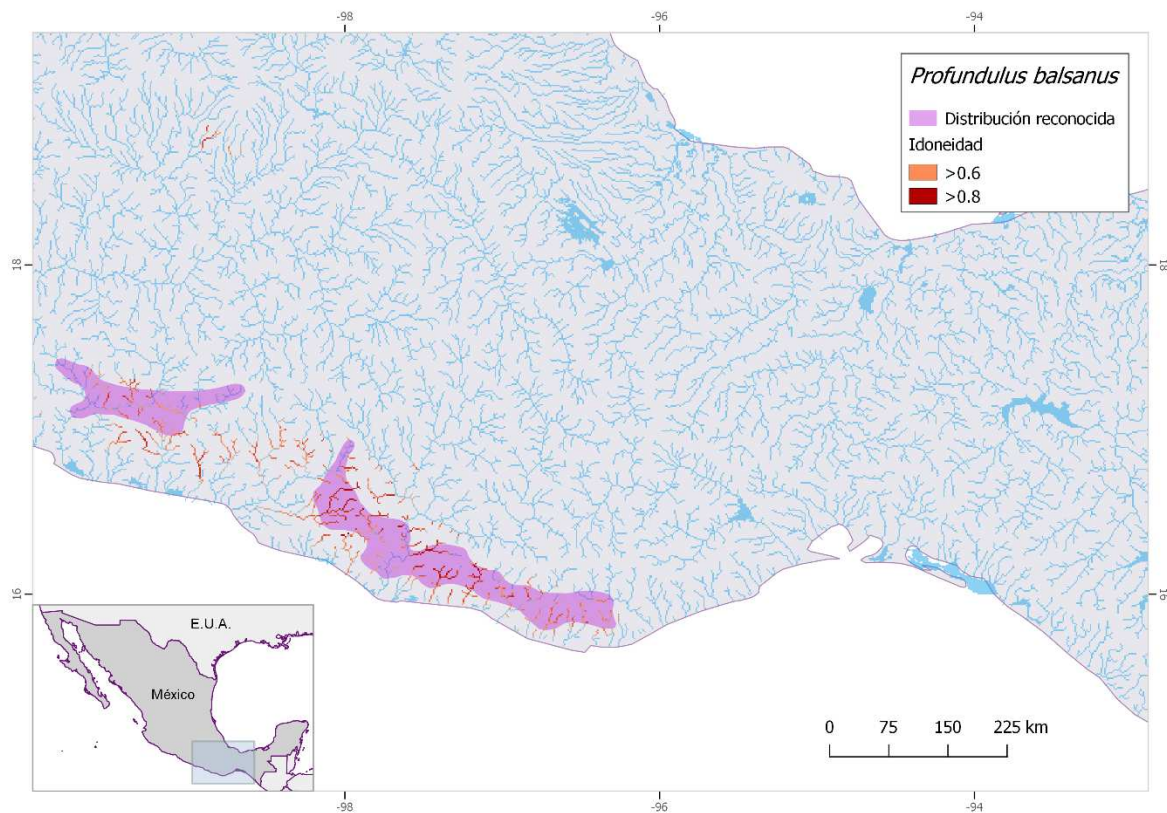 -98
-96
-94
Profundulus balsanus
Distribución reconocida
Idoneidad
>0.6
>0.8
18
18
16
16
E.U.A.
México
0 75 150 225 km
-98
-96
-94